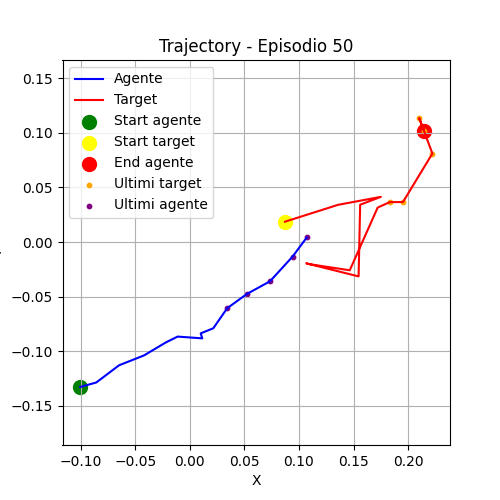 Trajectory - Episodio 50
Agente
Target
Start agente
Start target
End agente
Ultimi target
Ultimi agente
0.15
0.10
0.05
0.00
−0.05
−0.10
−0.15
−0.10
−0.05
0.00
0.05
0.10
0.15
0.20
X